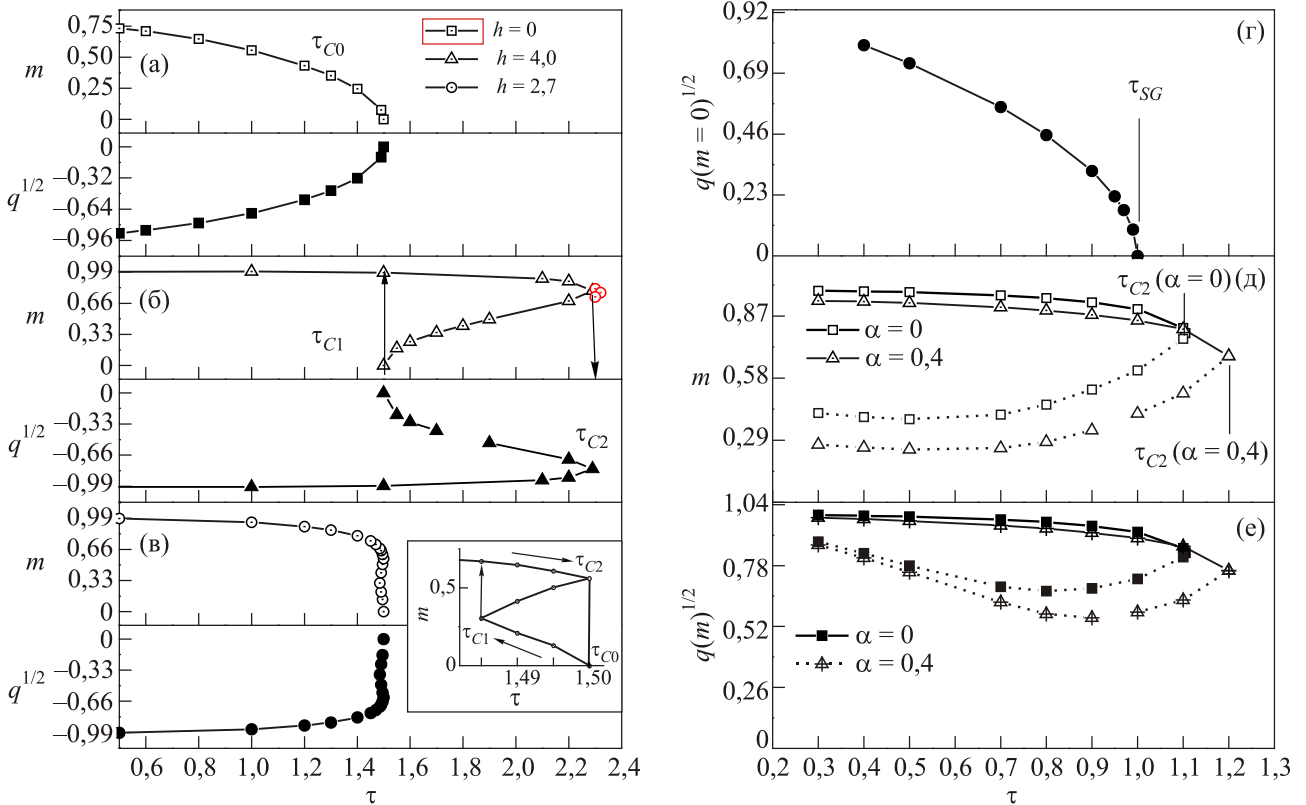 0,75
0,50
0
m
(а)
τC0
h = 0
h = 4,0
h = 2,7
0
–0,32
–0,64
–0,96
q1/2
0,99
0,66
0,33
0
m
(б)
τC1
0
–0,33
–0,66
–0,99
q1/2
τC2
0,99
0,66
0,33
0
m
(в)
0
–0,33
–0,66
–0,99
q1/2
0,5
0
m
τC2
τC1
τC0
1,49
1,50
τ
0,6
0,8
1,0
1,2
1,4
1,6
1,8
2,0
2,2
2,4
τ
0,92
0,69
0,46
0,23
0
q(m = 0)1/2
(г)
τSG
0,87
0,58
0,29
m
τC2 (α = 0) (д)
α = 0
α = 0,4
τC2 (α = 0,4)
1,04
0,78
0,52
0,26
0
q(m)1/2
(е)
α = 0
α = 0,4
0,2
0,3
0,4
0,5
0,6
0,7
0,8
0,9
1,0
1,1
1,2
1,3
τ